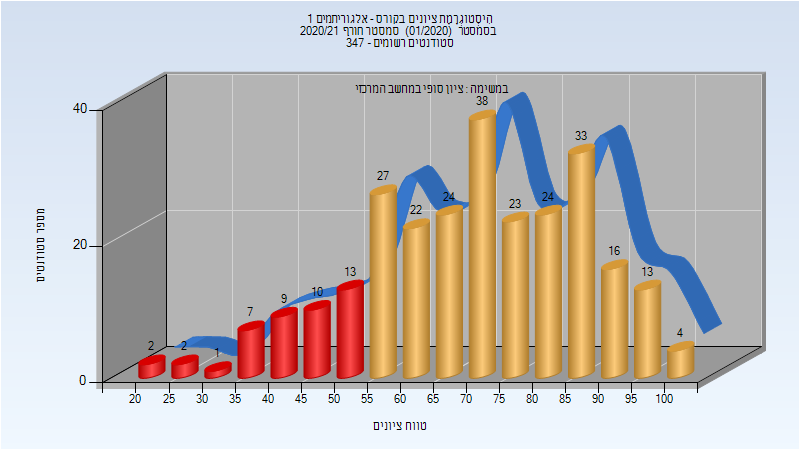 היסטוגרמת ציונים בקורס - אלגוריתמים 1
בסמסטר (01/2020) סמסטר חורף 2020/21
סטודנטים רשומים - 347
במשימה : ציון סופי במחשב המרכזי
מספר סטודנטים
40
20
0
2
2
1
7
9
10
13
27
22
24
38
23
24
33
16
13
4
20 25 30 35 40 45 50 55 60 65 70 75 80 85 90 95 100
טווח ציונים